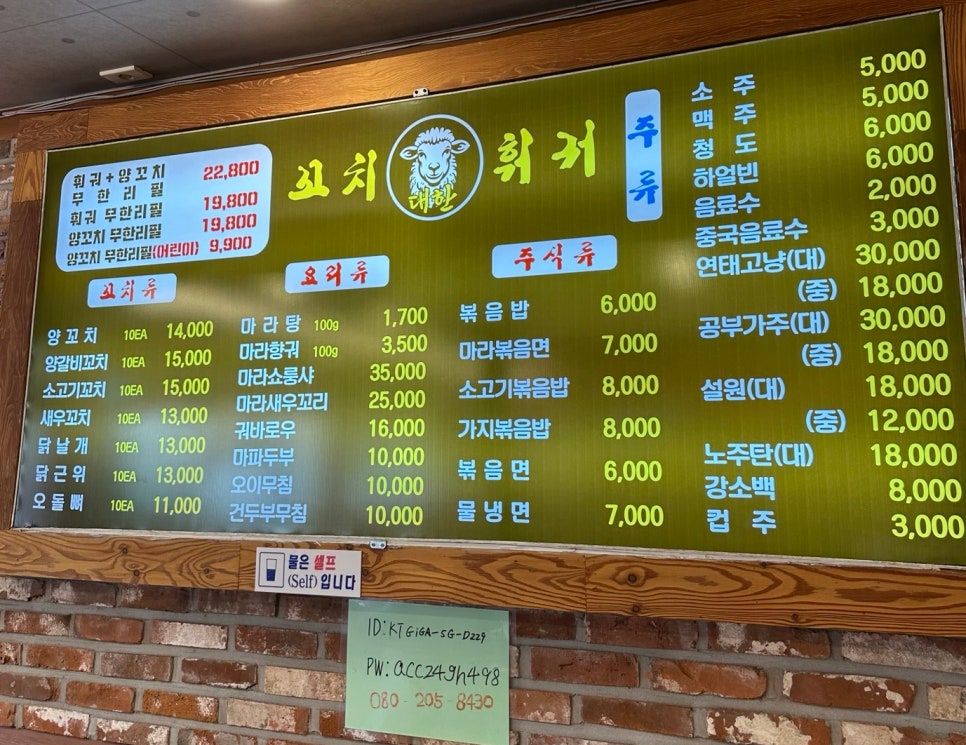 훠궈+양꼬치 무한리필 22,800
훠궈 무한리필 19,800
양꼬치 무한리필 19,800
양꼬치 무한리필(어린이) 9,900
꼬치 대한 훠궈
꼬치류
양꼬치 10EA 14,000
양갈비꼬치 10EA 15,000
소고기꼬치 10EA 15,000
새우꼬치 10EA 13,000
닭날개 10EA 13,000
닭근위 10EA 13,000
오돌뼈 10EA 11,000
요리류
마라탕 100g 1,700
마라향궈 100g 3,500
마라쇼룽샤 35,000
마라새우꼬리 25,000
궈바로우 16,000
마파두부 10,000
오이무침 10,000
건두부무침 10,000
주식류
볶음밥 6,000
마라볶음면 7,000
소고기볶음밥 8,000
가지볶음밥 8,000
볶음면 6,000
물냉면 7,000
주류
소주 5,000
맥주 5,000
청도 6,000
하얼빈 6,000
음료수 2,000
중국음료수 3,000
연태고냥(대) 30,000
(중) 18,000
공부가주(대) 30,000
(중) 18,000
설원(대) 18,000
(중) 12,000
노주단(대) 18,000
강소백 8,000
컵주 3,000
물은 셀프
(Self) 입니다
ID:KT GiGA-5G-D229
PW:acc249h498
080-205-8430